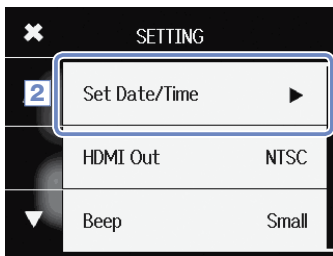 SETTING
2
Set Date/Time
HDMI Out NTSC
Beep Small